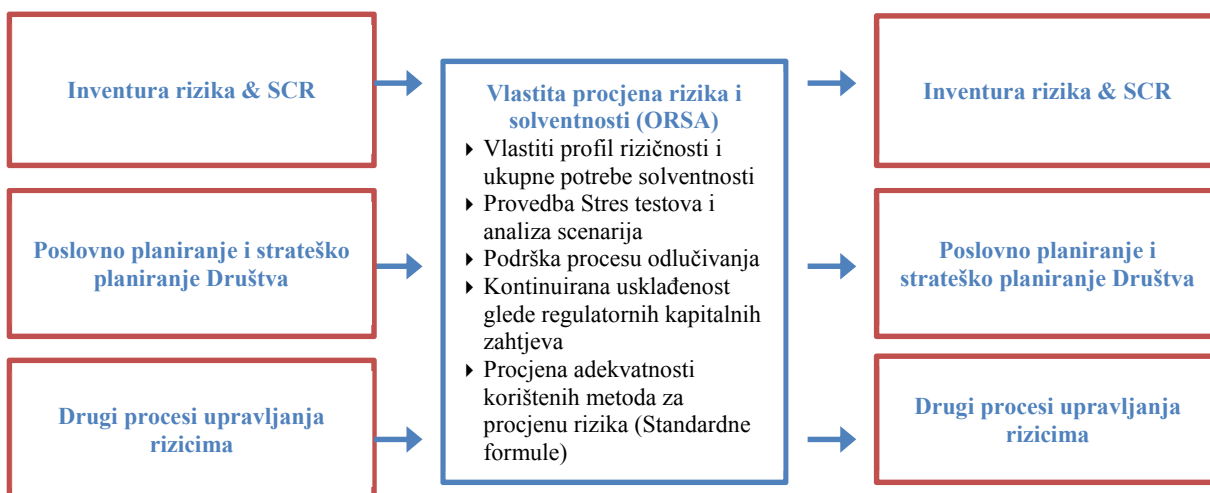 Inventura rizika & SCR
Poslovno planiranje i strateško
planiranje Društva
Drugi procesi upravljanja
rizicima
Vlastita procjena rizika i
solventnosti (ORSA)
Vlastiti profil rizičnosti i
ukupne potrebe solventnosti
Provedba Stres testova i
analiza scenarija
Podrška procesu odlučivanja
Kontinuirana usklađenost
glede regulatornih kapitalnih
zahtjeva
Procjena adekvatnosti
korištenih metoda za
procjenu rizika (Standardne
formule)
Inventura rizika & SCR
Poslovno planiranje i
strateško planiranje Društva
Drugi procesi upravljanja
rizicima